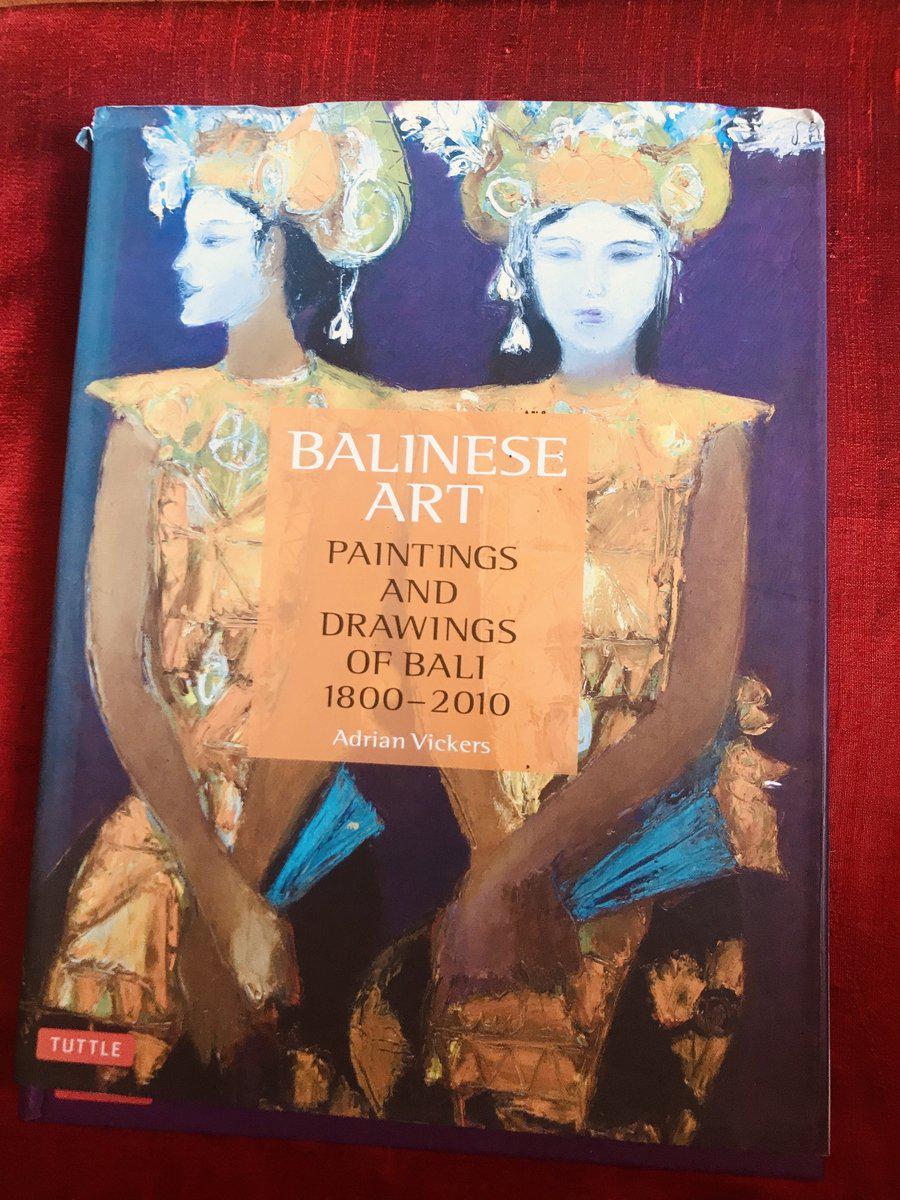 BALINESE
ART
PAINTINGS
AND
DRAWINGS
OF BALI
1800–2010
Adrian Vickers
TUTTLE